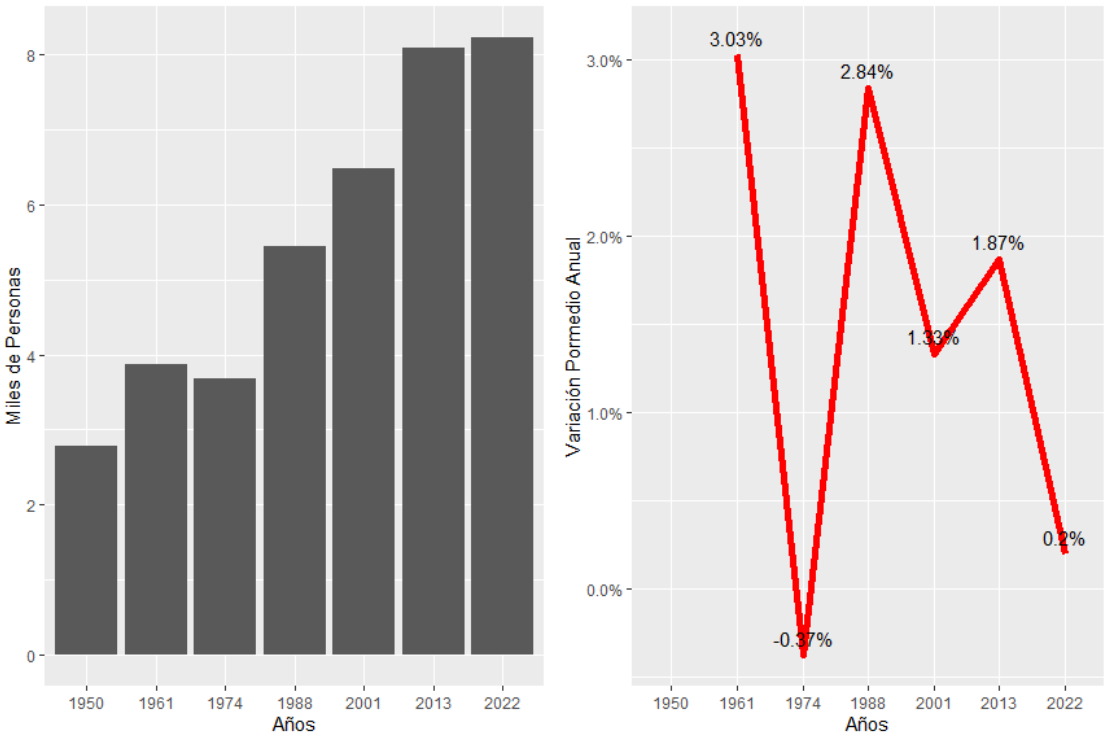 Miles de Personas
8
6
4
2
0
1950 1961 1974 1988 2001 2013 2022
Años
Variación Pormedio Anual
3.0%
2.0%
1.0%
0.0%
3.03%
-0.37%
2.84%
1.33%
1.87%
0.2%
1950 1961 1974 1988 2001 2013 2022
Años